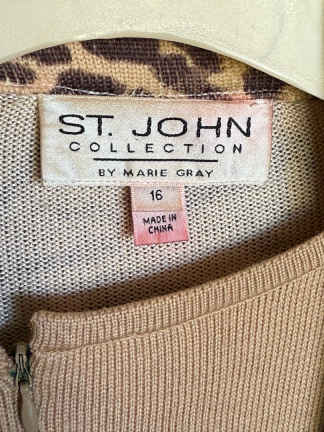 ST. JOHN
COLLECTION
BY MARIE GRAY
16
MADE IN
CHINA